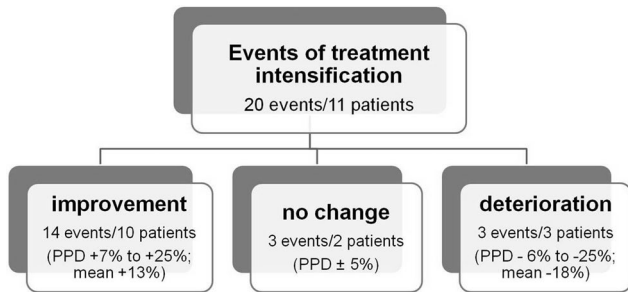 Events of treatment
intensification
20 events/11 patients
improvement
14 events/10 patients
(PPD +7% to +25%;
mean +13%)
no change
3 events/2 patients
(PPD ± 5%)
deterioration
3 events/3 patients
(PPD - 6% to -25%;
mean -18%)